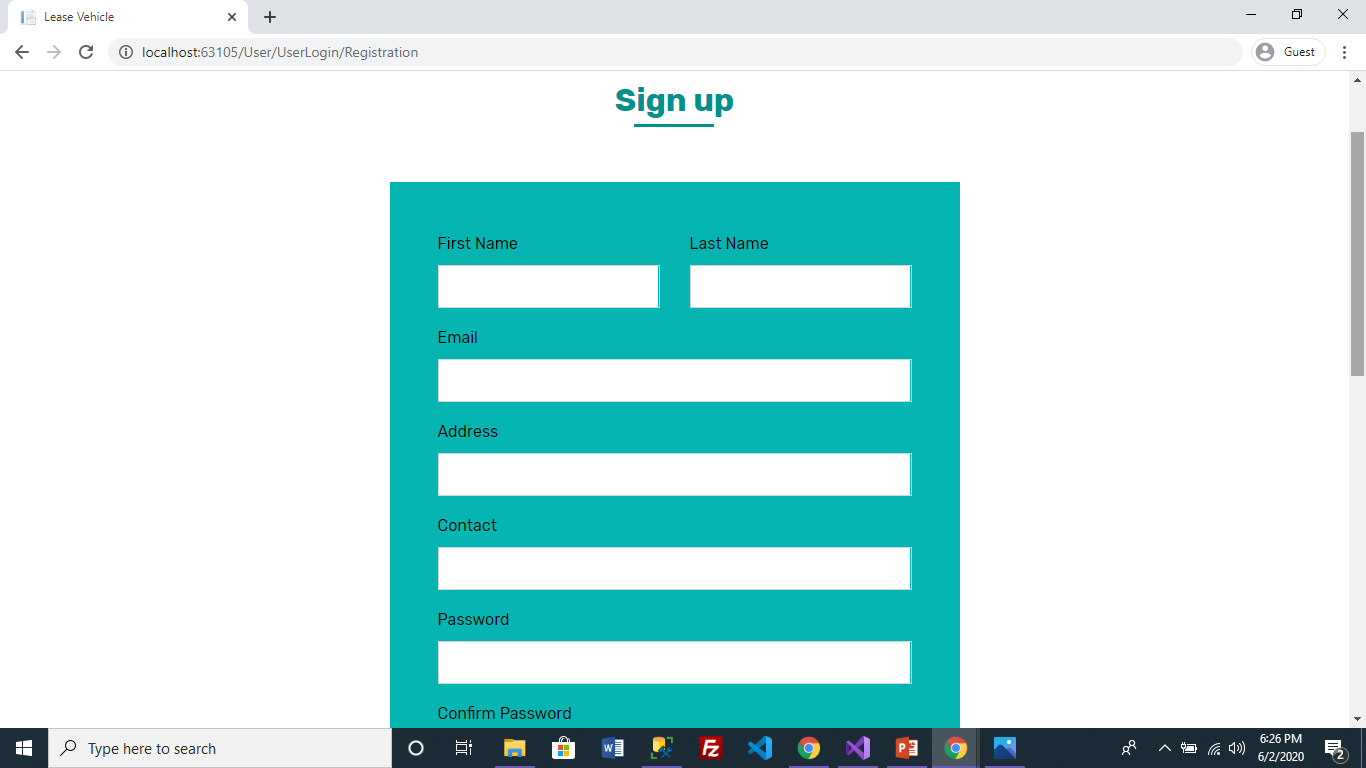 Lease Vehicle
localhost:63105/User/UserLogin/Registration
Guest
Sign up
First Name Last Name
Email
Address
Contact
Password
Confirm Password
Type here to search
6:26 PM
6/2/2020
2